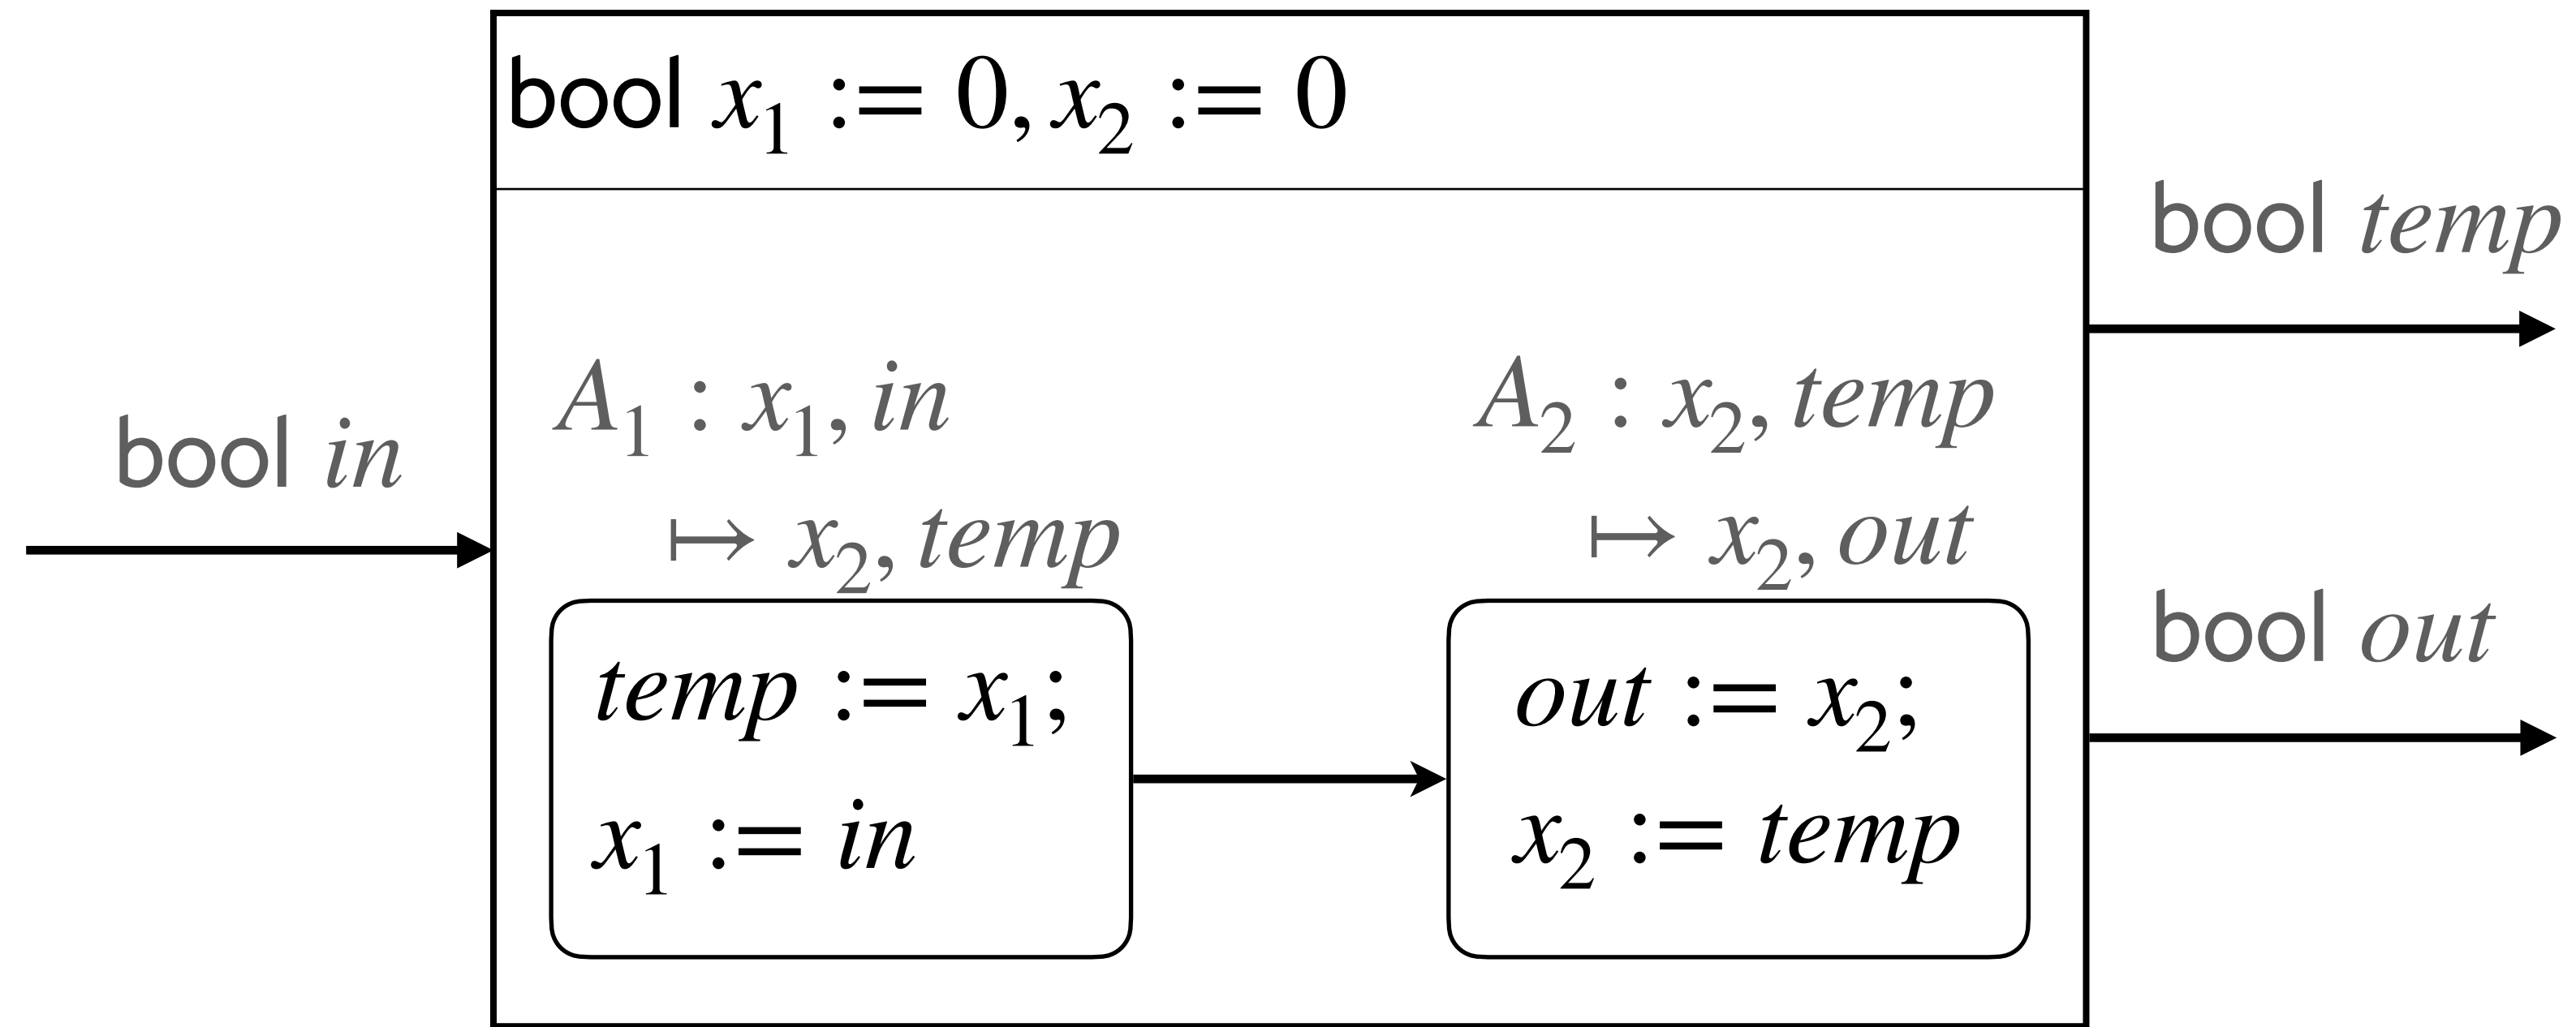 bool x₁ := 0, x₂ := 0
bool in
A₁ : x₁, in
↦ x₂, temp
temp := x₁;
x₁ := in
A₂ : x₂, temp
↦ x₂, out
out := x₂;
x₂ := temp
bool temp
bool out